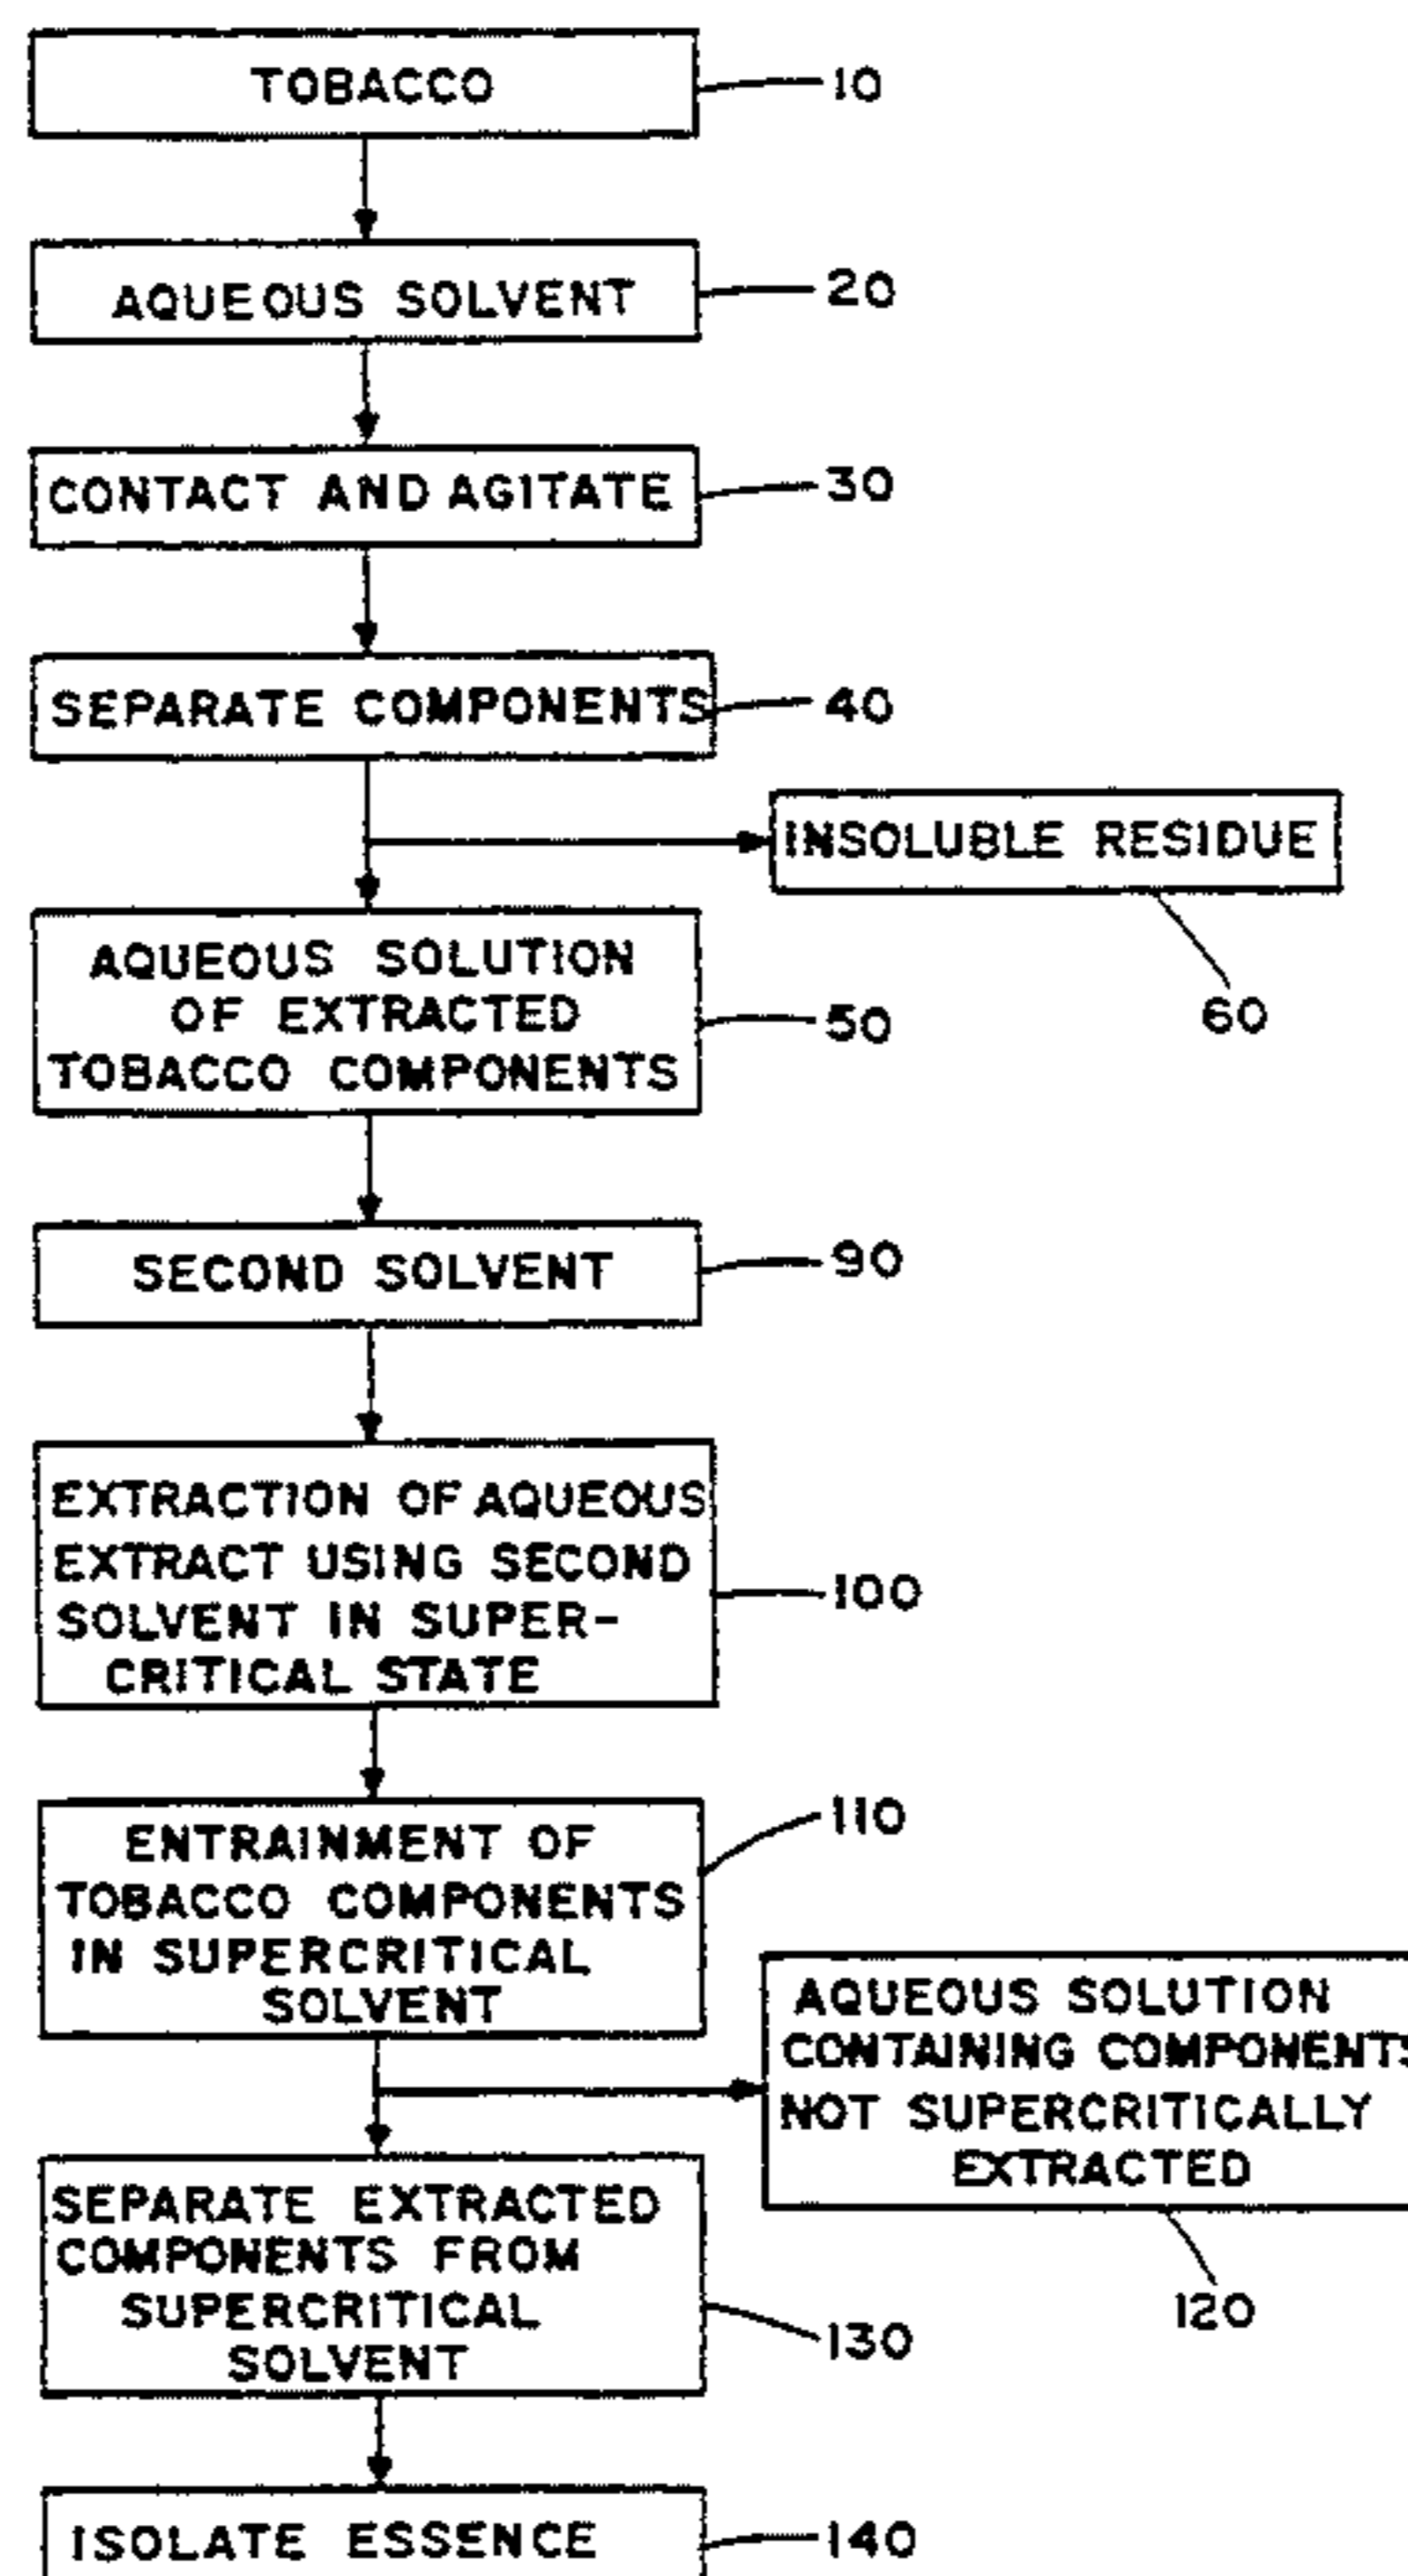 TOBACCO
10
AQUEOUS SOLVENT
20
CONTACT AND AGITATE
30
SEPARATE COMPONENTS
40
INSOLUBLE RESIDUE
60
AQUEOUS SOLUTION
OF EXTRACTED
TOBACCO COMPONENTS
50
SECOND SOLVENT
90
EXTRACTION OF AQUEOUS
EXTRACT USING SECOND
SOLVENT IN SUPER-
CRITICAL STATE
100
ENTRAINMENT OF
TOBACCO COMPONENTS
IN SUPERCRITICAL
SOLVENT
110
AQUEOUS SOLUTION
CONTAINING COMPONENTS
NOT SUPERCRITICALLY
EXTRACTED
120
SEPARATE EXTRACTED
COMPONENTS FROM
SUPERCRITICAL
SOLVENT
130
ISOLATE ESSENCE
140